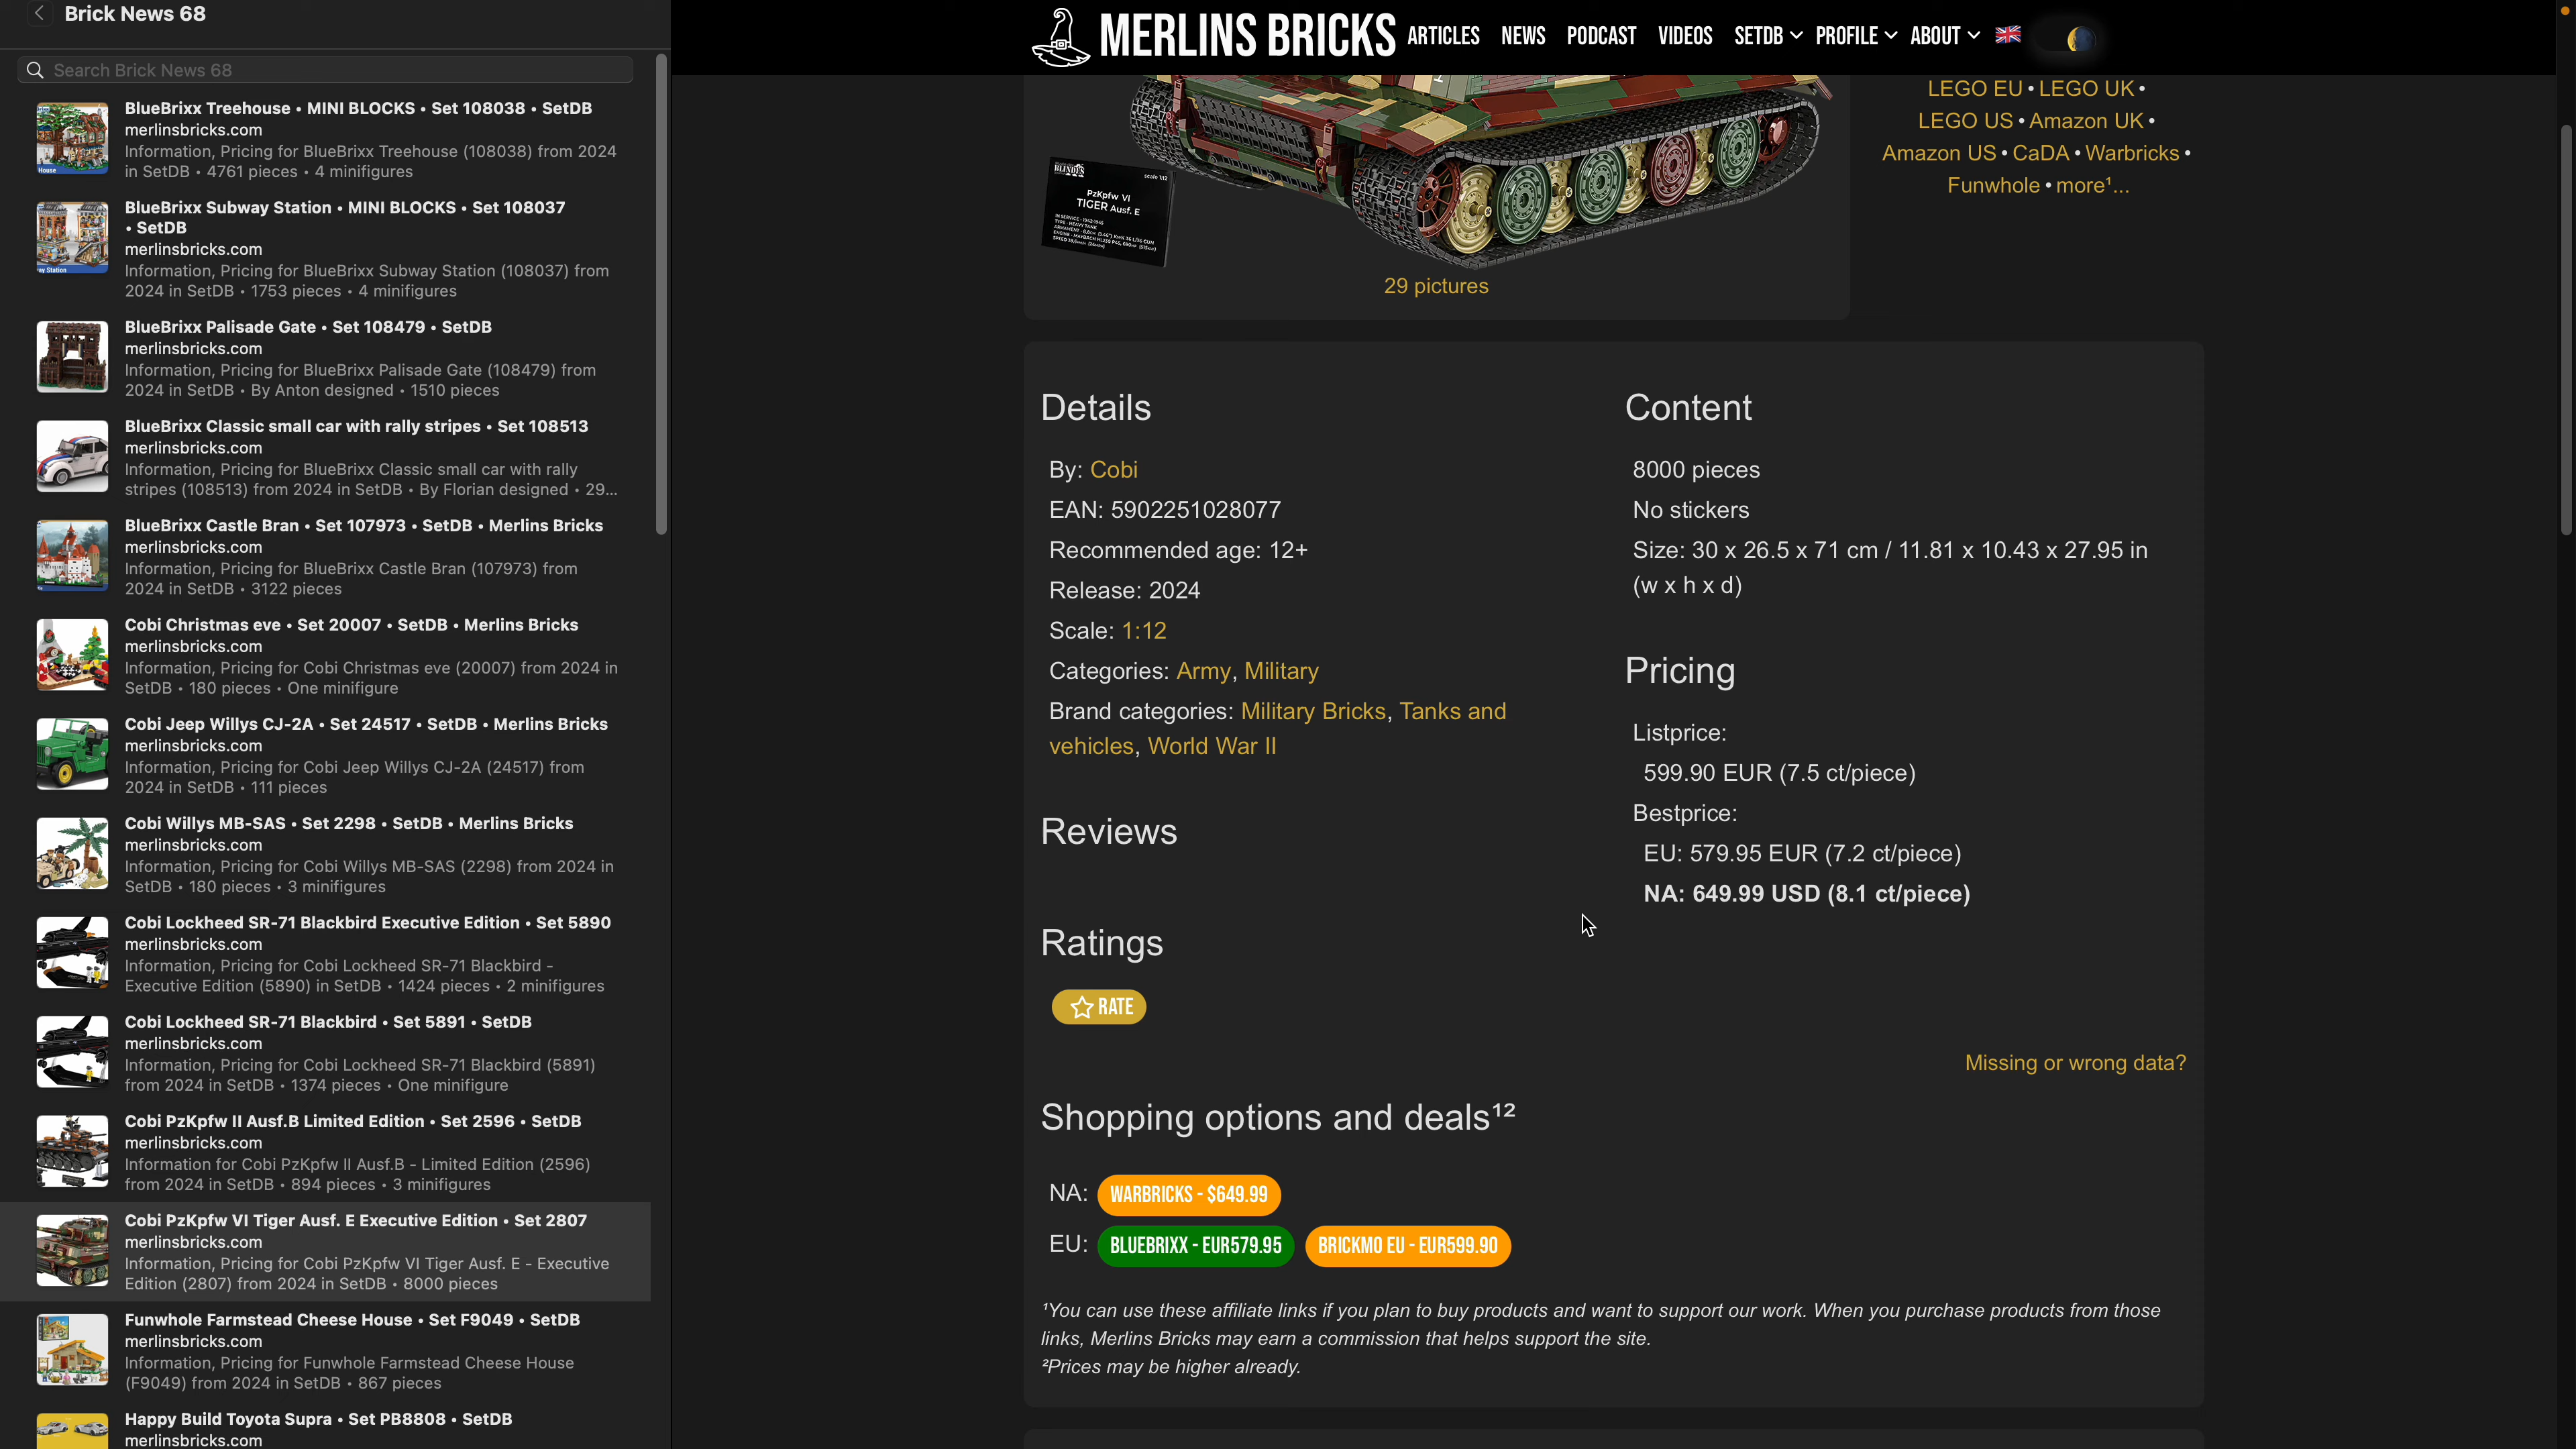 Brick News 68
Search Brick News 68
BlueBrixx Treehouse • MINI BLOCKS • Set 108038 • SetDB
merlinsbricks.com
Information, Pricing for BlueBrixx Treehouse (108038) from 2024
in SetDB • 4761 pieces • 4 minifigures
House
BlueBrixx Subway Station • MINI BLOCKS • Set 108037
• SetDB
merlinsbricks.com
Information, Pricing for BlueBrixx Subway Station (108037) from
2024 in SetDB • 1753 pieces • 4 minifigures
ay Station
BlueBrixx Palisade Gate • Set 108479 • SetDB
merlinsbricks.com
Information, Pricing for BlueBrixx Palisade Gate (108479) from
2024 in SetDB • By Anton designed • 1510 pieces
BlueBrixx Classic small car with rally stripes • Set 108513
merlinsbricks.com
Information, Pricing for BlueBrixx Classic small car with rally
stripes (108513) from 2024 in SetDB • By Florian designed • 29...
BlueBrixx Castle Bran • Set 107973 • SetDB • Merlins Bricks
merlinsbricks.com
Information, Pricing for BlueBrixx Castle Bran (107973) from
2024 in SetDB • 3122 pieces
Cobi Christmas eve • Set 20007 • SetDB • Merlins Bricks
merlinsbricks.com
Information, Pricing for Cobi Christmas eve (20007) from 2024 in
SetDB • 180 pieces • One minifigure
Cobi Jeep Willys CJ-2A • Set 24517 • SetDB • Merlins Bricks
merlinsbricks.com
Information, Pricing for Cobi Jeep Willys CJ-2A (24517) from
2024 in SetDB • 111 pieces
Cobi Willys MB-SAS • Set 2298 • SetDB • Merlins Bricks
merlinsbricks.com
Information, Pricing for Cobi Willys MB-SAS (2298) from 2024 in
SetDB • 180 pieces • 3 minifigures
Cobi Lockheed SR-71 Blackbird Executive Edition • Set 5890
merlinsbricks.com
Information, Pricing for Cobi Lockheed SR-71 Blackbird -
Executive Edition (5890) in SetDB • 1424 pieces • 2 minifigures
Cobi Lockheed SR-71 Blackbird • Set 5891 • SetDB
merlinsbricks.com
Information, Pricing for Cobi Lockheed SR-71 Blackbird (5891)
from 2024 in SetDB • 1374 pieces • One minifigure
Cobi PzKpfw II Ausf.B Limited Edition • Set 2596 • SetDB
merlinsbricks.com
Information for Cobi PzKpfw II Ausf.B - Limited Edition (2596)
from 2024 in SetDB • 894 pieces • 3 minifigures
Cobi PzKpfw VI Tiger Ausf. E Executive Edition • Set 2807
merlinsbricks.com
Information, Pricing for Cobi PzKpfw VI Tiger Ausf. E - Executive
Edition (2807) from 2024 in SetDB • 8000 pieces
Funwhole Farmstead Cheese House • Set F9049 • SetDB
merlinsbricks.com
Information, Pricing for Funwhole Farmstead Cheese House
(F9049) from 2024 in SetDB • 867 pieces
Happy Build Toyota Supra • Set PB8808 • SetDB
merlinsbricks.com
MERLINS BRICKS ARTICLES NEWS PODCAST VIDEOS SETDB PROFILE ABOUT
LEGO EU • LEGO UK •
LEGO US • Amazon UK •
Amazon US • CaDA • Warbricks •
Funwhole • more¹...
scale 1:12
PzKpfw VI
TIGER Ausf. E
29 pictures
Details
By: Cobi
EAN: 5902251028077
Recommended age: 12+
Release: 2024
Scale: 1:12
Categories: Army, Military
Brand categories: Military Bricks, Tanks and
vehicles, World War II
Reviews
Ratings
RATE
Content
8000 pieces
No stickers
Size: 30 x 26.5 x 71 cm / 11.81 x 10.43 x 27.95 in
(w x h x d)
Pricing
Listprice:
599.90 EUR (7.5 ct/piece)
Bestprice:
EU: 579.95 EUR (7.2 ct/piece)
NA: 649.99 USD (8.1 ct/piece)
Missing or wrong data?
Shopping options and deals¹²
NA: WARBRICKS - $649.99
EU: BLUEBRIXX - EUR579.95 BRICKMO EU - EUR599.90
¹You can use these affiliate links if you plan to buy products and want to support our work. When you purchase products from those
links, Merlins Bricks may earn a commission that helps support the site.
²Prices may be higher already.